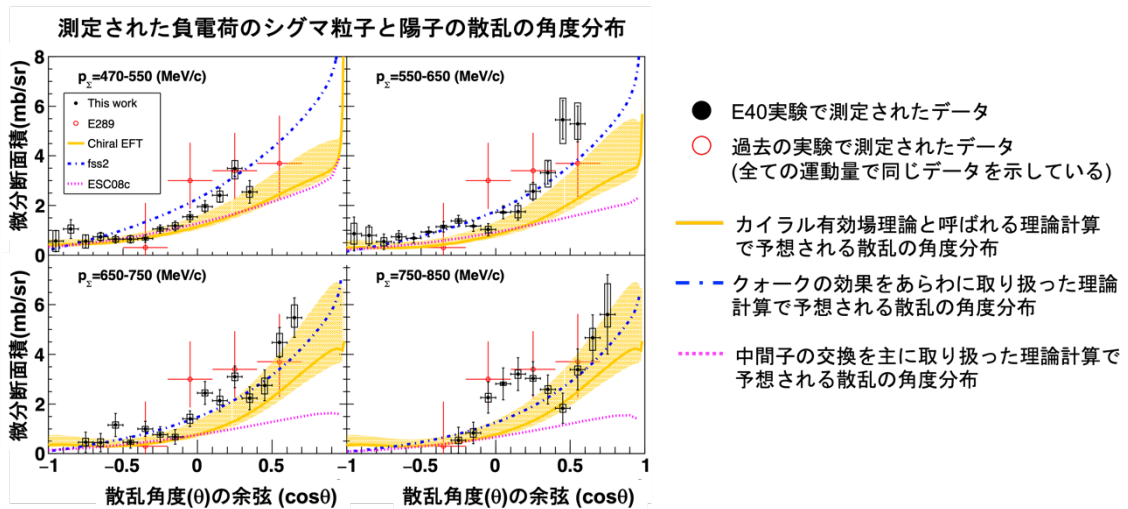 測定された負電荷のシグマ粒子と陽子の散乱の角度分布
微分断面積(mb/sr)
8
6
4
2
0
pΣ=470-550 (MeV/c)
This work
E289
Chiral EFT
fss2
ESC08c
pΣ=550-650 (MeV/c)
微分断面積(mb/sr)
6
4
2
0
pΣ=650-750 (MeV/c)
pΣ=750-850 (MeV/c)
−1 −0.5 0 0.5 −1 −0.5 0 0.5 1
散乱角度(θ)の余弦 (cosθ) 散乱角度(θ)の余弦 (cosθ)
E40実験で測定されたデータ
過去の実験で測定されたデータ
(全ての運動量で同じデータを示している)
カイラル有効場理論と呼ばれる理論計算
で予想される散乱の角度分布
クォークの効果をあらわに取り扱った理論
計算で予想される散乱の角度分布
中間子の交換を主に取り扱った理論計算で
予想される散乱の角度分布